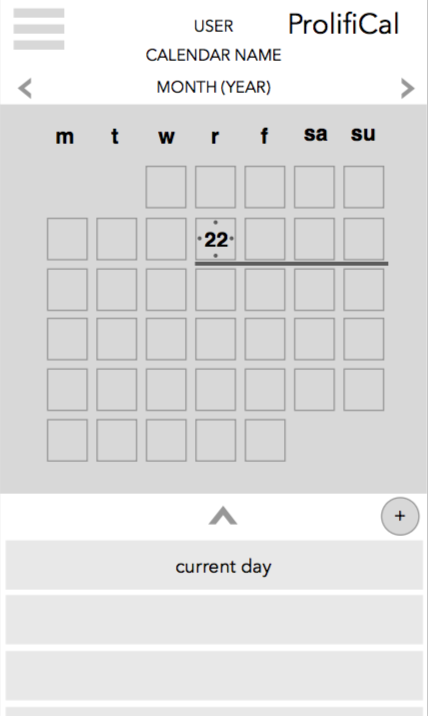 USER
ProlifiCal
CALENDAR NAME
MONTH (YEAR)
m t w r f sa su
22
+
current day